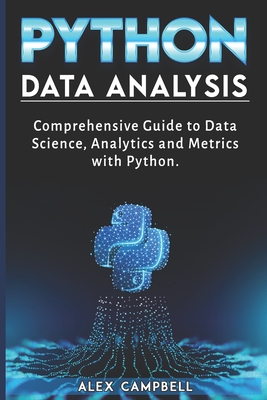 PYTHON
DATA ANALYSIS
Comprehensive Guide to Data
Science, Analytics and Metrics
with Python.
ALEX CAMPBELL